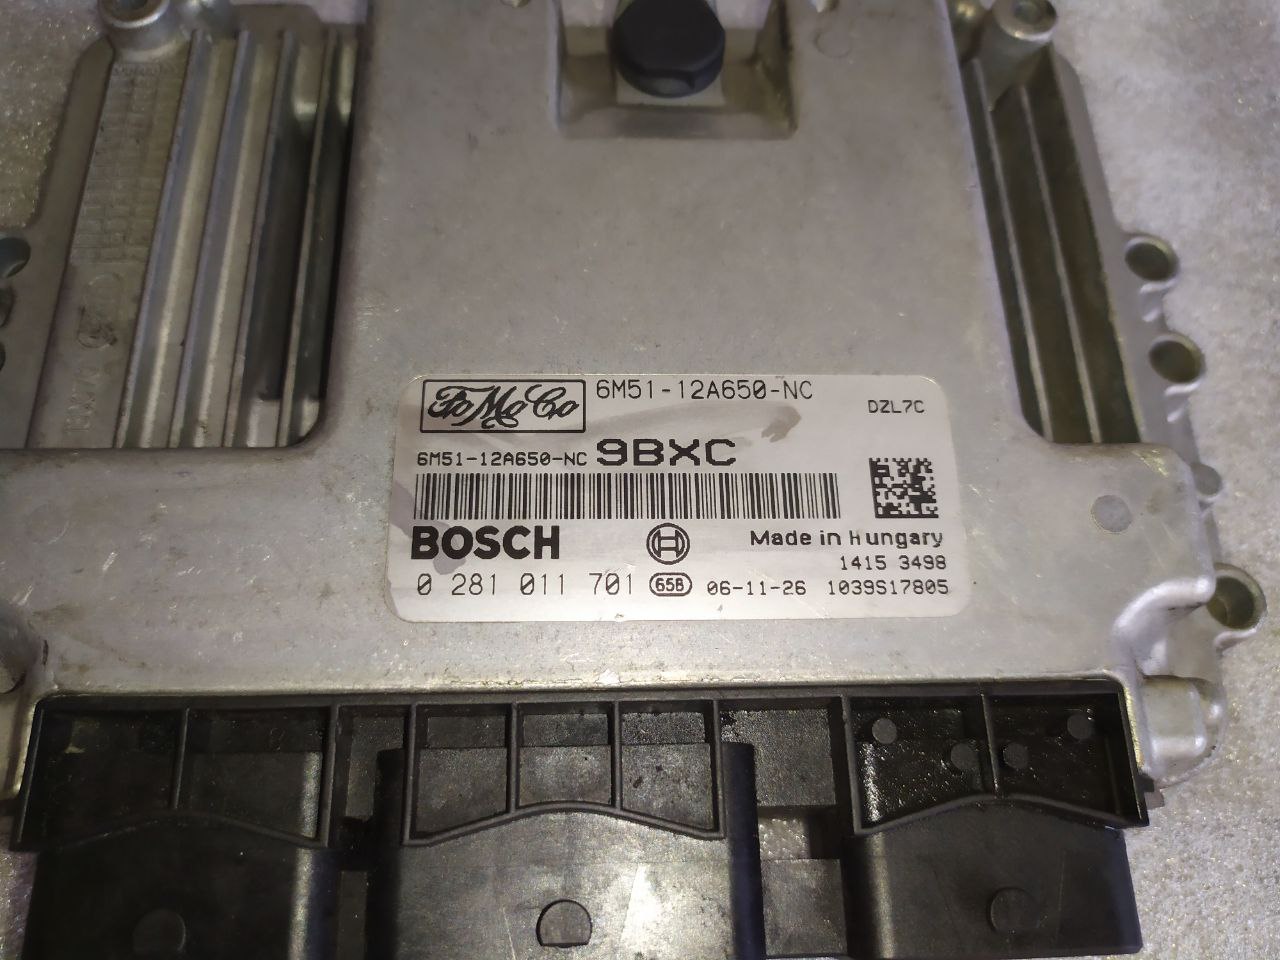 FoMoCo
6M51-12A650-NC
DZL7C
6M51-12A650-NC 9BXC
BOSCH
Made in Hungary
1415 3498
0 281 011 701 65B 06-11-26 1039S17805